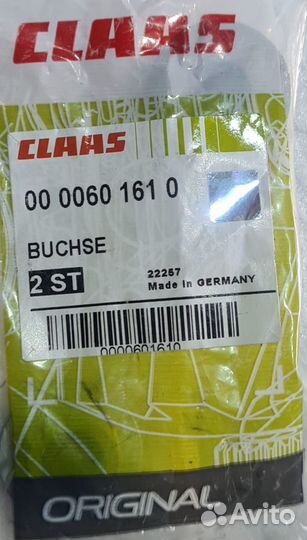 CLAAS
CLAAS
00 0060 161 0
BUCHSE
2 ST
22257
Made in GERMANY
0000601610
ORIGINAL
Avito